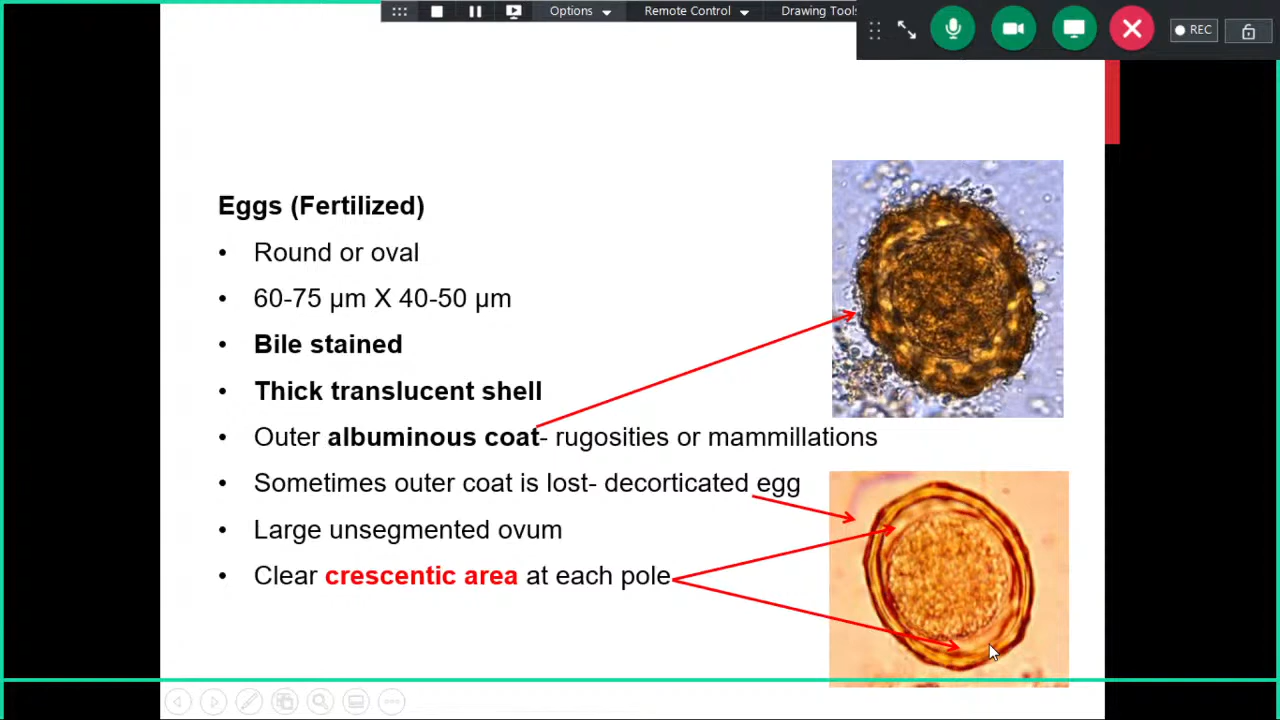 Options
Remote Control
Drawing Tools
REC
Eggs (Fertilized)
• Round or oval
• 60-75 µm X 40-50 µm
• Bile stained
• Thick translucent shell
• Outer albuminous coat- rugosities or mammillations
• Sometimes outer coat is lost- decorticated egg
• Large unsegmented ovum
• Clear crescentic area at each pole